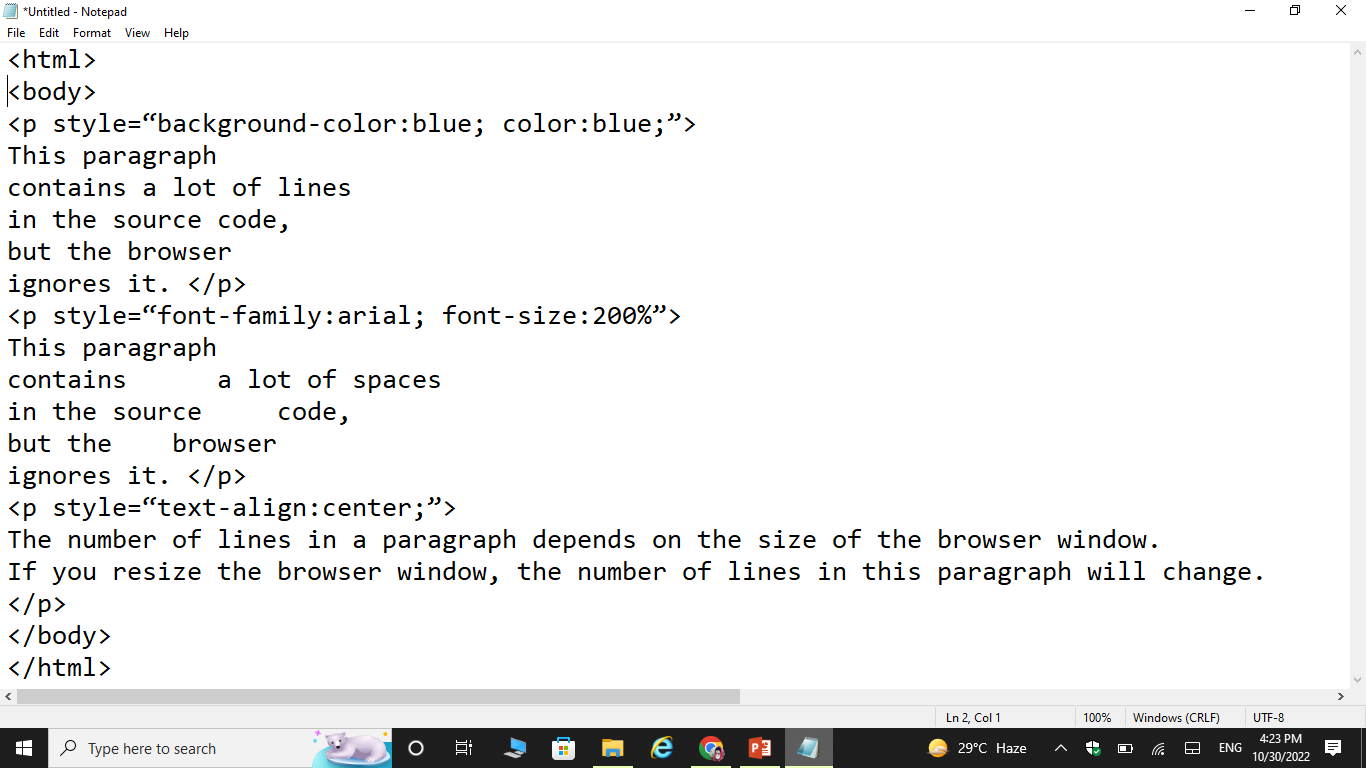 *Untitled - Notepad
File Edit Format View Help
<html>
<body>
<p style=“background-color:blue; color:blue;”>
This paragraph
contains a lot of lines
in the source code,
but the browser
ignores it. </p>
<p style=“font-family:arial; font-size:200%”>
This paragraph
contains      a lot of spaces
in the source     code,
but the    browser
ignores it. </p>
<p style=“text-align:center;”>
The number of lines in a paragraph depends on the size of the browser window.
If you resize the browser window, the number of lines in this paragraph will change.
</p>
</body>
</html>
Ln 2, Col 1 100% Windows (CRLF) UTF-8
Type here to search 29°C Haze ENG 4:23 PM
10/30/2022